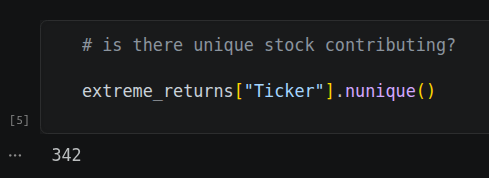 # is there unique stock contributing?
extreme_returns["Ticker"].nunique()
[5]
... 342